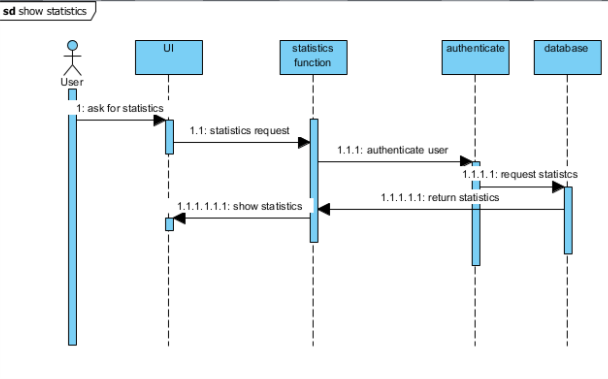 sd show statistics
UI
statistics
function
authenticate
database
User
1: ask for statistics
1.1: statistics request
1.1.1: authenticate user
1.1.1.1: request statistcs
1.1.1.1.1: return statistics
1.1.1.1.1.1: show statistics